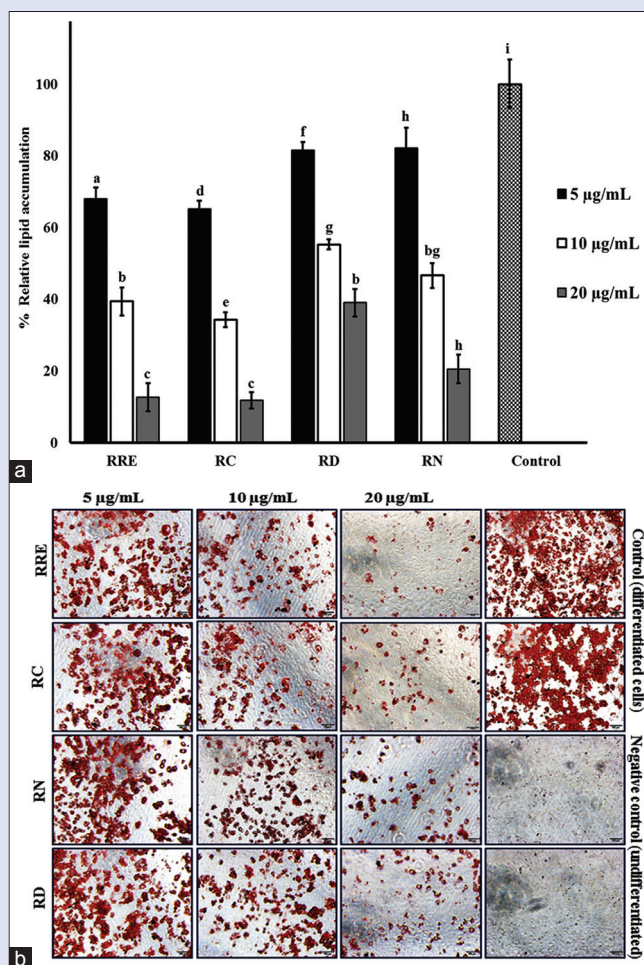 120
100
80
60
40
20
0
% Relative lipid accumulation
a
b
c
d
e
c
f
g
b
h
bg
h
i
5 µg/mL
10 µg/mL
20 µg/mL
RRE
RC
RD
RN
Control
a
5 µg/mL
10 µg/mL
20 µg/mL
RRE
RC
RN
RD
Control (differentiated cells)
Negative control (undifferentiated)
b